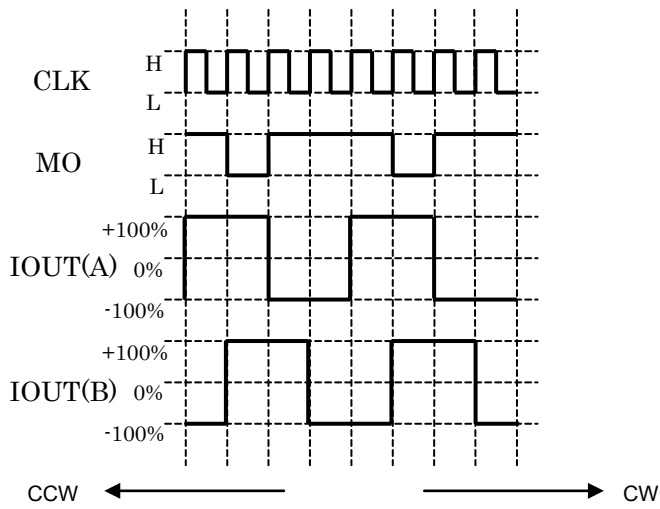 CLK H
L
MO H
L
+100%
IOUT(A) 0%
-100%
+100%
IOUT(B) 0%
-100%
CCW CW